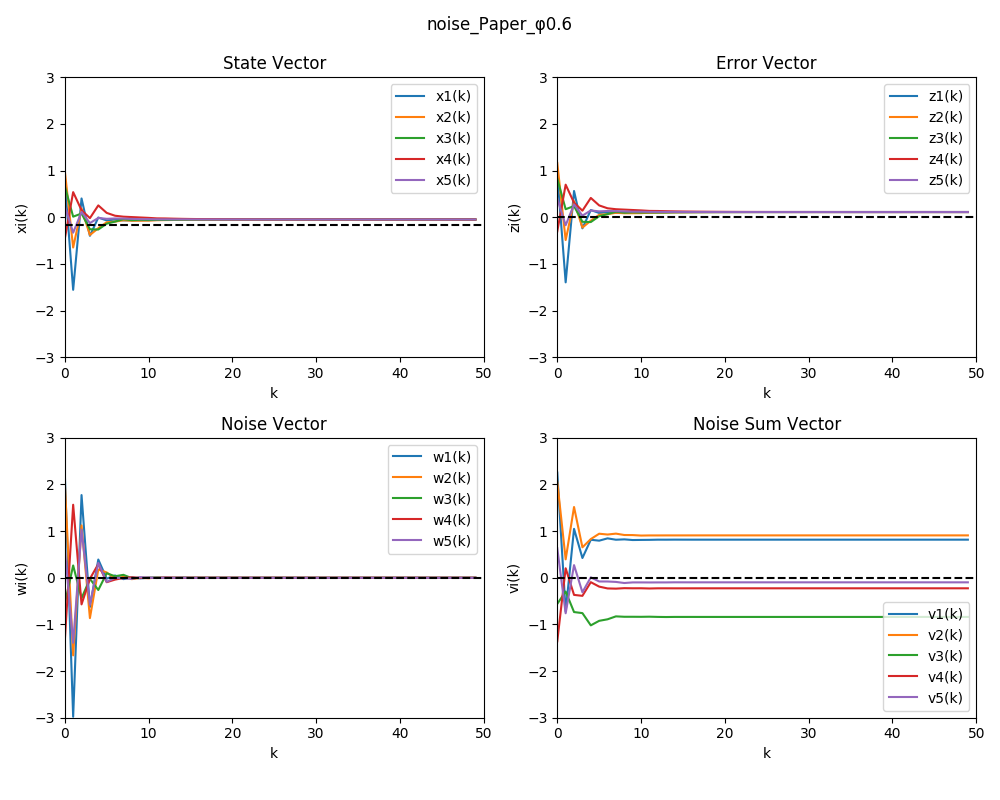 noise_Paper_φ0.6
State Vector
3
2
1
0
−1
−2
−3
xi(k)
0
10
20
30
40
50
k
x1(k)
x2(k)
x3(k)
x4(k)
x5(k)
Error Vector
3
2
1
0
−1
−2
−3
zi(k)
0
10
20
30
40
50
k
z1(k)
z2(k)
z3(k)
z4(k)
z5(k)
Noise Vector
3
2
1
0
−1
−2
−3
wi(k)
0
10
20
30
40
50
k
w1(k)
w2(k)
w3(k)
w4(k)
w5(k)
Noise Sum Vector
3
2
1
0
−1
−2
−3
vi(k)
0
10
20
30
40
50
k
v1(k)
v2(k)
v3(k)
v4(k)
v5(k)